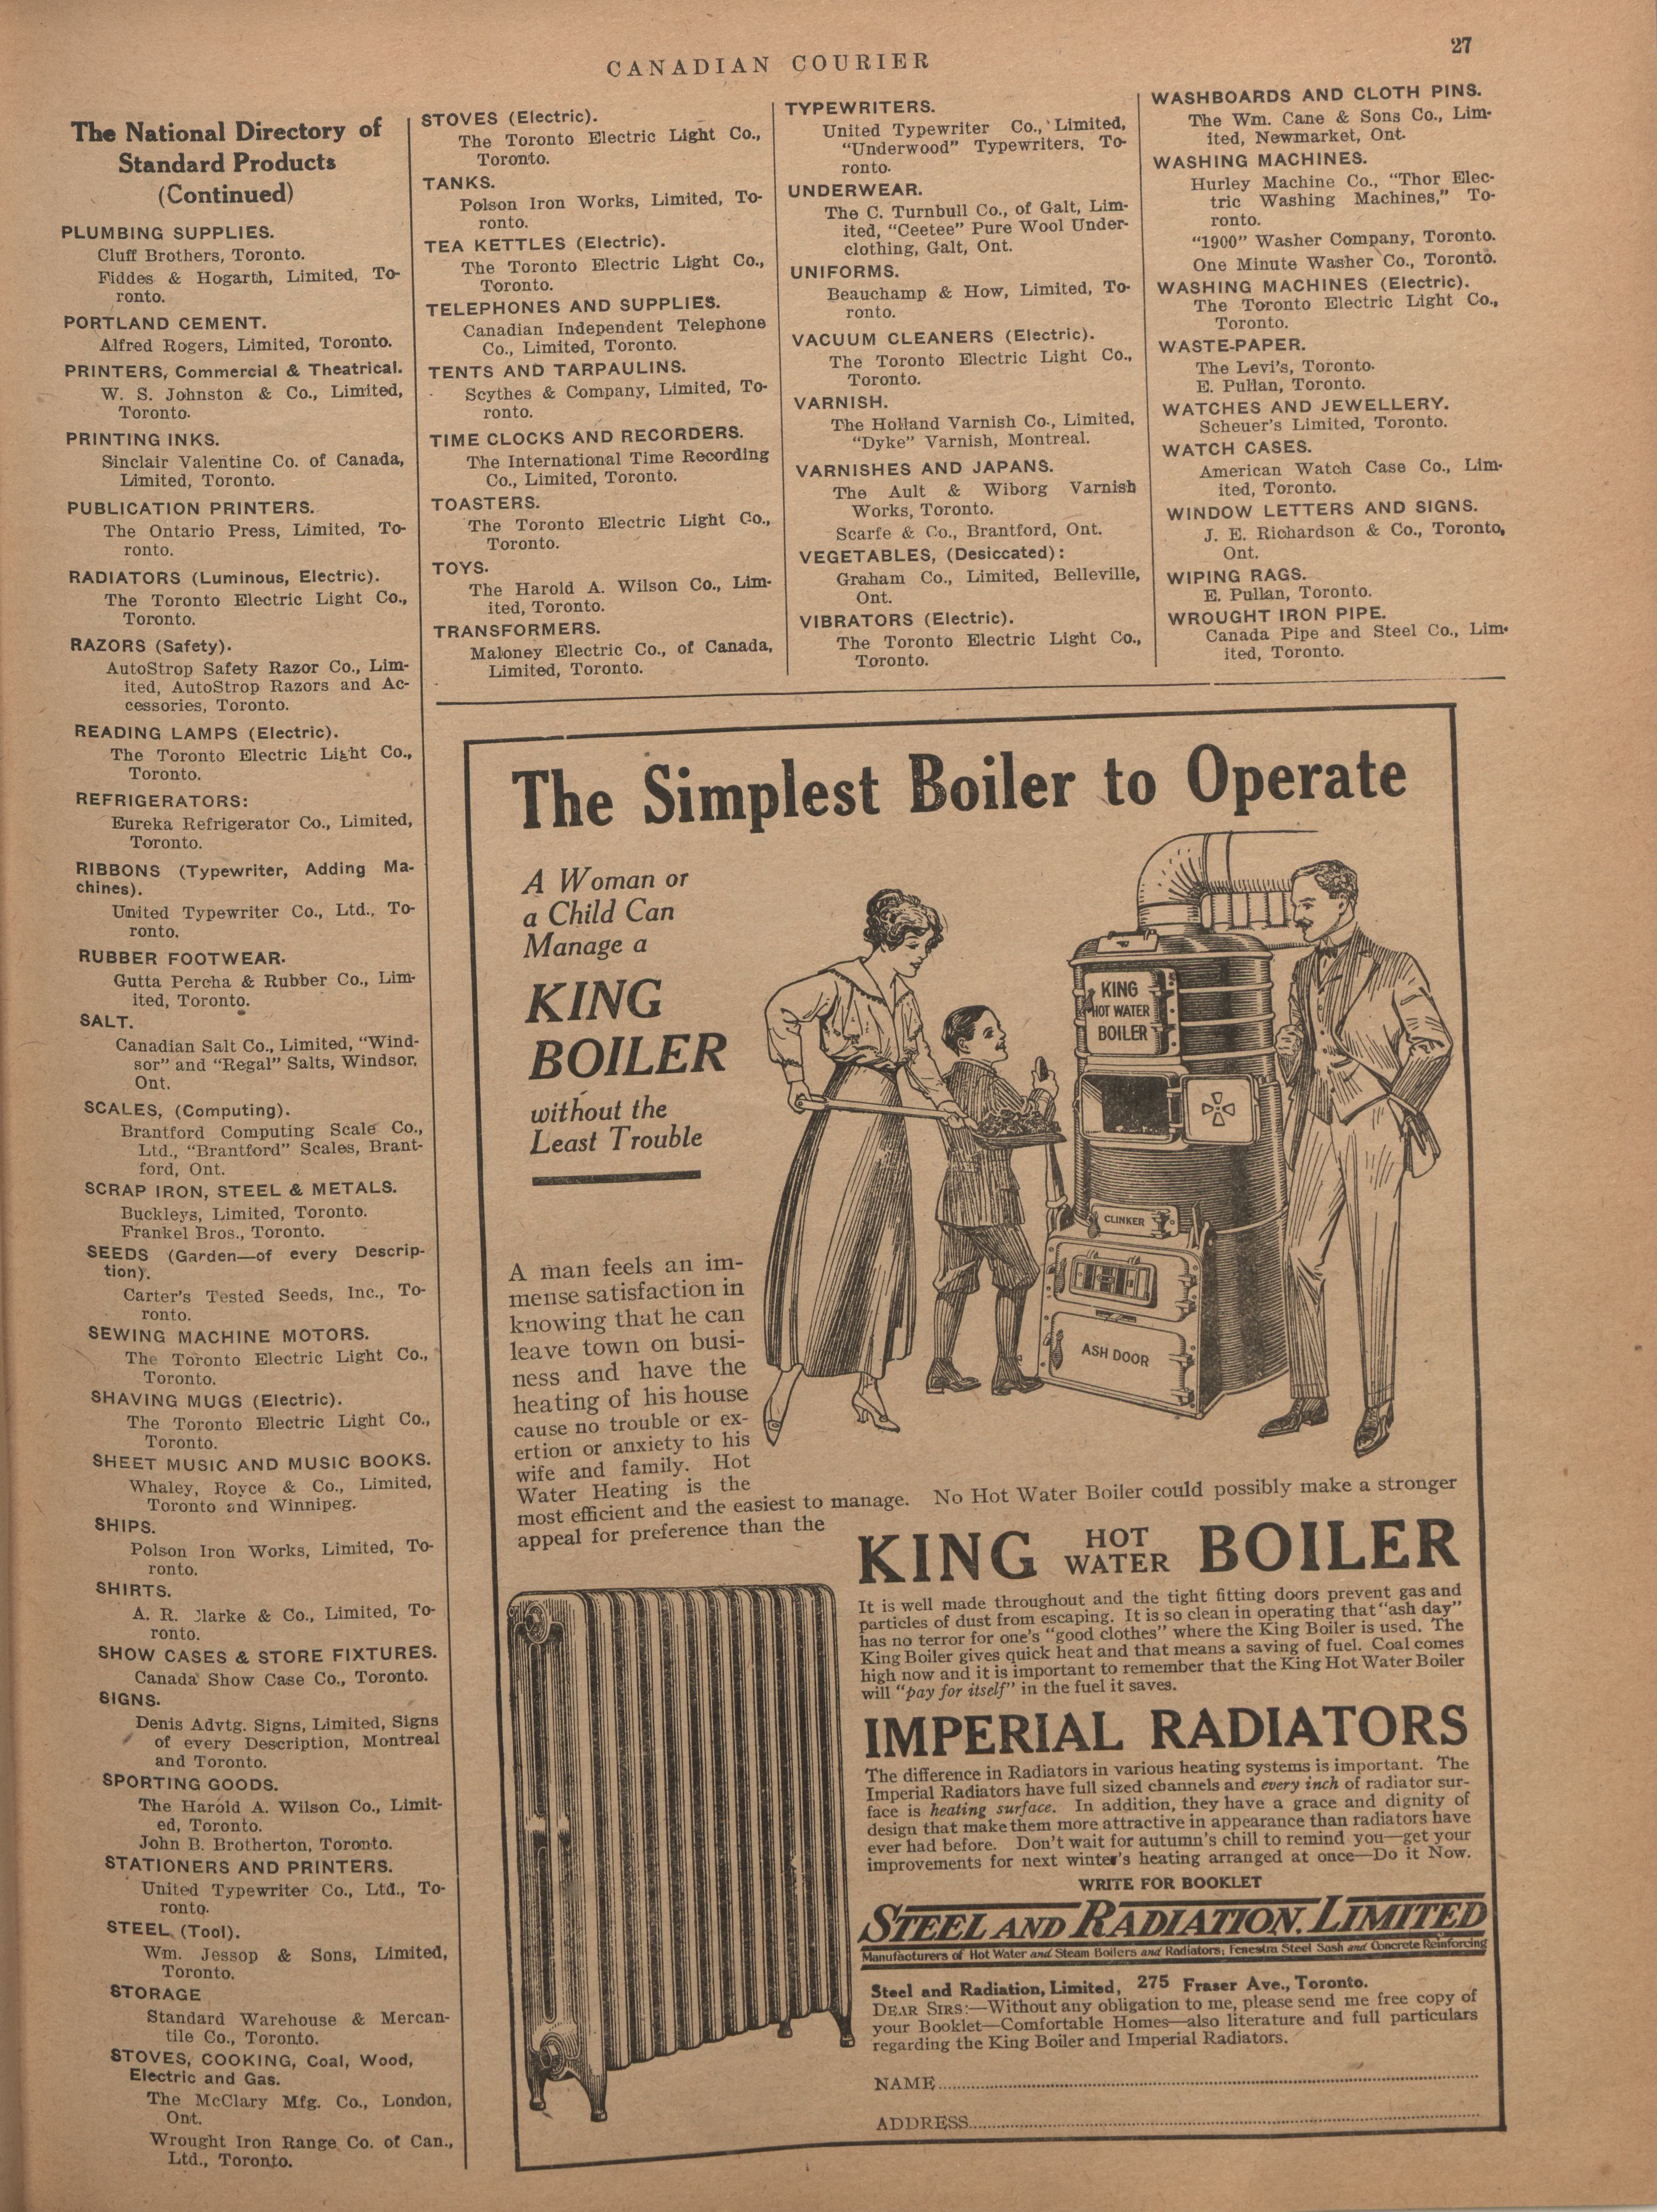 CANADIAN COURIER
27
The National Directory of
Standard Products
(Continued)
PLUMBING SUPPLIES.
Cluff Brothers, Toronto.
Fiddes & Hogarth, Limited, To-
ronto.
PORTLAND CEMENT.
Alfred Rogers, Limited, Toronto.
PRINTERS, Commercial & Theatrical.
W. S. Johnston & Co., Limited,
Toronto.
PRINTING INKS.
Sinclair Valentine Co. of Canada,
Limited, Toronto.
PUBLICATION PRINTERS.
The Ontario Press, Limited, To-
ronto.
RADIATORS (Luminous, Electric).
The Toronto Electric Light Co.,
Toronto.
RAZORS (Safety).
AutoStrop Safety Razor Co., Lim-
ited, AutoStrop Razors and Ac-
cessories, Toronto.
READING LAMPS (Electric).
The Toronto Electric Light Co.,
Toronto.
REFRIGERATORS:
Eureka Refrigerator Co., Limited,
Toronto.
RIBBONS (Typewriter, Adding Ma-
chines).
United Typewriter Co., Ltd., To-
ronto.
RUBBER FOOTWEAR.
Gutta Percha & Rubber Co., Lim-
ited, Toronto.
SALT.
Canadian Salt Co., Limited, "Wind-
sor" and "Regal" Salts, Windsor,
Ont.
SCALES, (Computing).
Brantford Computing Scale Co.,
Ltd., "Brantford" Scales, Brant-
ford, Ont.
SCRAP IRON, STEEL & METALS.
Buckleys, Limited, Toronto.
Frankel Bros., Toronto.
SEEDS (Garden—of every Descrip-
tion).
Carter's Tested Seeds, Inc., To-
ronto.
SEWING MACHINE MOTORS.
The Toronto Electric Light Co.,
Toronto.
SHAVING MUGS (Electric).
The Toronto Electric Light Co.,
Toronto.
SHEET MUSIC AND MUSIC BOOKS.
Whaley, Royce & Co., Limited,
Toronto and Winnipeg.
SHIPS.
Polson Iron Works, Limited, To-
ronto.
SHIRTS.
A. R. Clarke & Co., Limited, To-
ronto.
SHOW CASES & STORE FIXTURES.
Canada Show Case Co., Toronto.
SIGNS.
Denis Advtg. Signs, Limited, Signs
of every Description, Montreal
and Toronto.
SPORTING GOODS.
The Harold A. Wilson Co., Limit-
ed, Toronto.
John B. Brotherton, Toronto.
STATIONERS AND PRINTERS.
United Typewriter Co., Ltd., To-
ronto.
STEEL (Tool).
Wm. Jessop & Sons, Limited,
Toronto.
STORAGE
Standard Warehouse & Mercan-
tile Co., Toronto.
STOVES, COOKING, Coal, Wood,
Electric and Gas.
The McClary Mfg. Co., London,
Ont.
Wrought Iron Range Co. of Can.,
Ltd., Toronto.
STOVES (Electric).
The Toronto Electric Light Co.,
Toronto.
TANKS.
Polson Iron Works, Limited, To-
ronto.
TEA KETTLES (Electric).
The Toronto Electric Light Co.,
Toronto.
TELEPHONES AND SUPPLIES.
Canadian Independent Telephone
Co., Limited, Toronto.
TENTS AND TARPAULINS.
Scythes & Company, Limited, To-
ronto.
TIME CLOCKS AND RECORDERS.
The International Time Recording
Co., Limited, Toronto.
TOASTERS.
The Toronto Electric Light Co.,
Toronto.
TOYS.
The Harold A. Wilson Co., Lim-
ited, Toronto.
TRANSFORMERS.
Maloney Electric Co., of Canada,
Limited, Toronto.
TYPEWRITERS.
United Typewriter Co., Limited,
"Underwood" Typewriters, To-
ronto.
UNDERWEAR.
The C. Turnbull Co., of Galt, Lim-
ited, "Ceetee" Pure Wool Under-
clothing, Galt, Ont.
UNIFORMS.
Beauchamp & How, Limited, To-
ronto.
VACUUM CLEANERS (Electric).
The Toronto Electric Light Co.,
Toronto.
VARNISH.
The Holland Varnish Co., Limited,
"Dyke" Varnish, Montreal.
VARNISHES AND JAPANS.
The Ault & Wiborg Varnish
Works, Toronto.
Scarfe & Co., Brantford, Ont.
VEGETABLES, (Desiccated):
Graham Co., Limited, Belleville,
Ont.
VIBRATORS (Electric).
The Toronto Electric Light Co.,
Toronto.
WASHBOARDS AND CLOTH PINS.
The Wm. Cane & Sons Co., Lim-
ited, Newmarket, Ont.
WASHING MACHINES.
Hurley Machine Co., "Thor Elec-
tric Washing Machines," To-
ronto.
"1900" Washer Company, Toronto.
One Minute Washer Co., Toronto.
WASHING MACHINES (Electric).
The Toronto Electric Light Co.,
Toronto.
WASTE-PAPER.
The Levi's, Toronto.
E. Pullan, Toronto.
WATCHES AND JEWELLERY.
Scheuer's Limited, Toronto.
WATCH CASES.
American Watch Case Co., Lim-
ited, Toronto.
WINDOW LETTERS AND SIGNS.
J. E. Richardson & Co., Toronto,
Ont.
WIPING RAGS.
E. Pullan, Toronto.
WROUGHT IRON PIPE.
Canada Pipe and Steel Co., Lim-
ited, Toronto.
The Simplest Boiler to Operate
A Woman or
a Child Can
Manage a
KING
BOILER
without the
Least Trouble
KING
HOT WATER
BOILER
CLINKER
ASH DOOR
A man feels an im-
mense satisfaction in
knowing that he can
leave town on busi-
ness and have the
heating of his house
cause no trouble or ex-
ertion or anxiety to his
wife and family. Hot
Water Heating is the
most efficient and the easiest to manage. No Hot Water Boiler could possibly make a stronger
appeal for preference than the
KING HOT WATER BOILER
It is well made throughout and the tight fitting doors prevent gas and
particles of dust from escaping. It is so clean in operating that "ash day"
has no terror for one's "good clothes" where the King Boiler is used. The
King Boiler gives quick heat and that means a saving of fuel. Coal comes
high now and it is important to remember that the King Hot Water Boiler
will "pay for itself" in the fuel it saves.
IMPERIAL RADIATORS
The difference in Radiators in various heating systems is important. The
Imperial Radiators have full sized channels and every inch of radiator sur-
face is heating surface. In addition, they have a grace and dignity of
design that make them more attractive in appearance than radiators have
ever had before. Don't wait for autumn's chill to remind you—get your
improvements for next winter's heating arranged at once—Do it Now.
WRITE FOR BOOKLET
STEEL AND RADIATION, LIMITED
Manufacturers of Hot Water and Steam Boilers and Radiators; Fenestra Steel Sash and Concrete Reinforcing
Steel and Radiation, Limited, 275 Fraser Ave., Toronto.
DEAR SIRS:—Without any obligation to me, please send me free copy of
your Booklet—Comfortable Homes—also literature and full particulars
regarding the King Boiler and Imperial Radiators.
NAME
ADDRESS